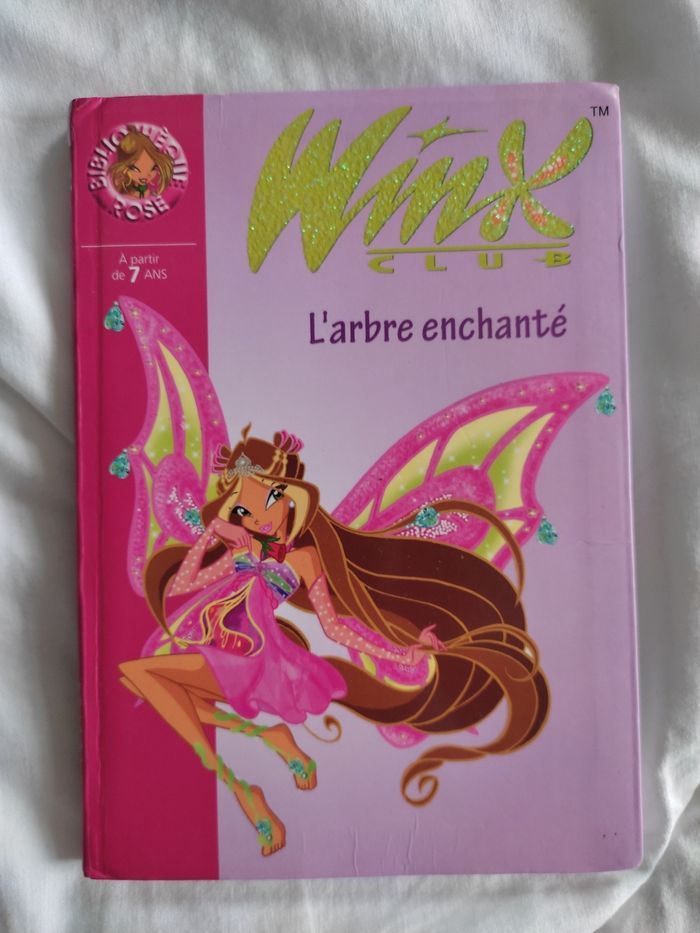 BIBLIOTHÈQUE
ROSE
À partir
de 7 ANS
Winx
TM
CLUB
L'arbre enchanté